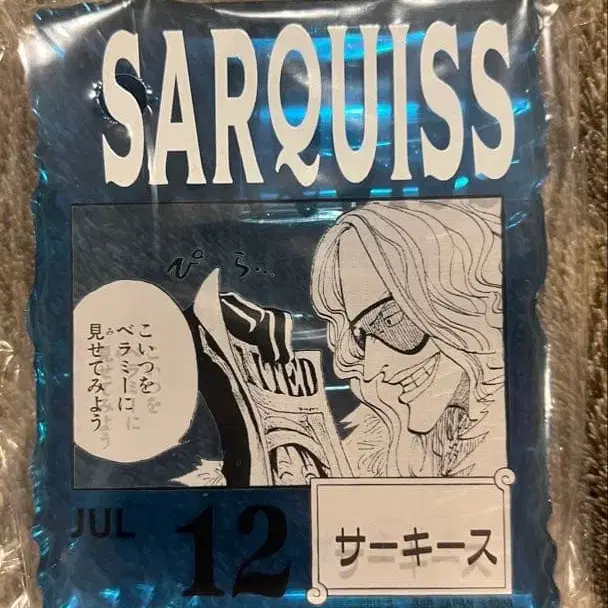 SARQUISS
ぴら…
こいつを
ベラミーに
見せてみよう
JUL 12
サーキース